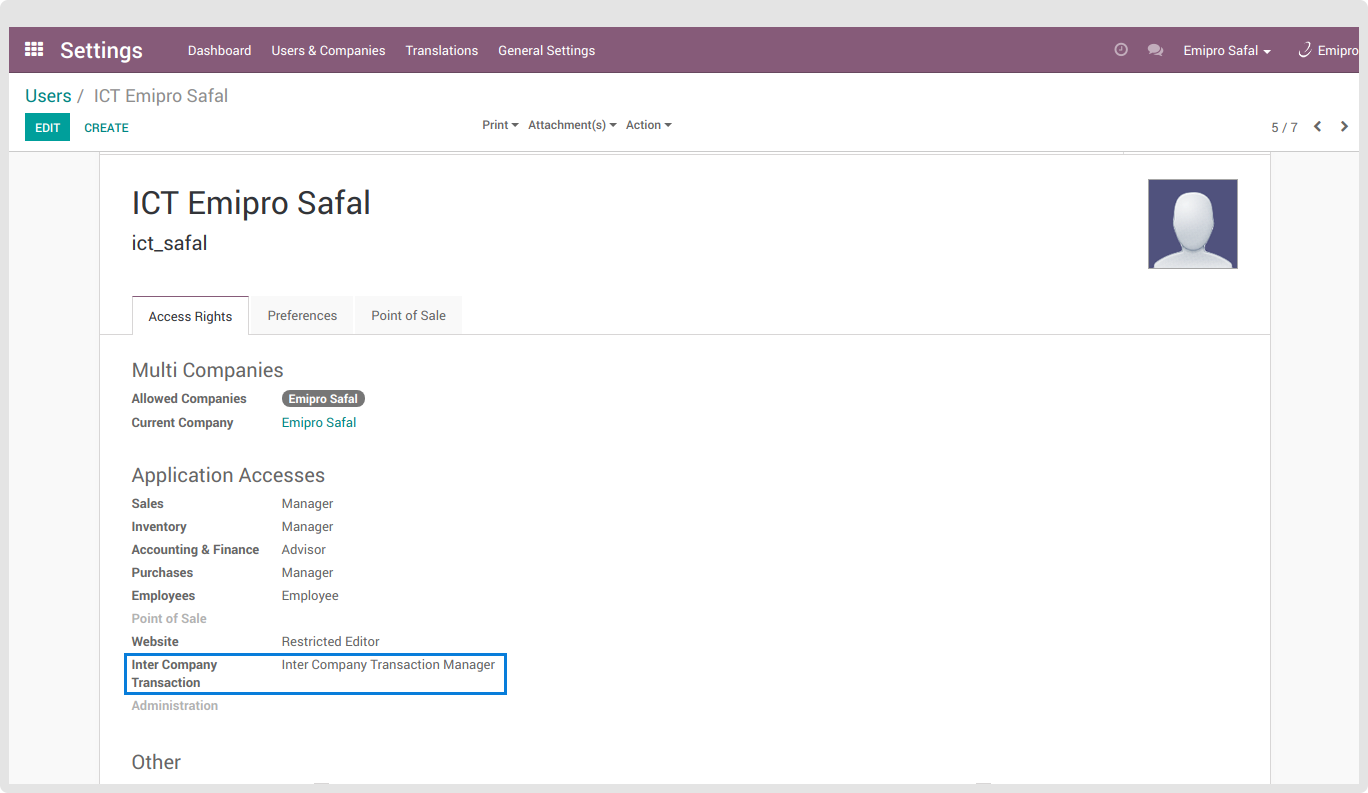 Settings Dashboard Users & Companies Translations General Settings Emipro Safal Emipro
Users / ICT Emipro Safal
EDIT CREATE Print Attachment(s) Action 5 / 7
ICT Emipro Safal
ict_safal
Access Rights Preferences Point of Sale
Multi Companies
Allowed Companies Emipro Safal
Current Company Emipro Safal
Application Accesses
Sales Manager
Inventory Manager
Accounting & Finance Advisor
Purchases Manager
Employees Employee
Point of Sale
Website Restricted Editor
Inter Company Inter Company Transaction Manager
Transaction
Administration
Other